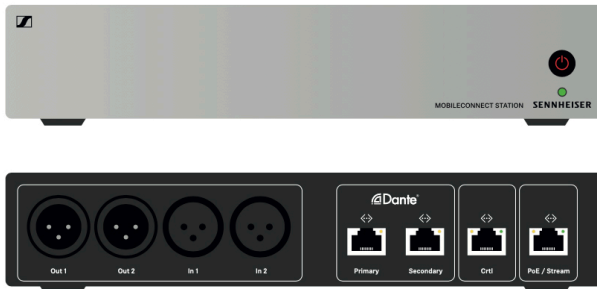 MOBILECONNECT STATION SENNHEISER
Dante®
Out 1 Out 2 In 1 In 2 Primary Secondary Crtl PoE / Stream